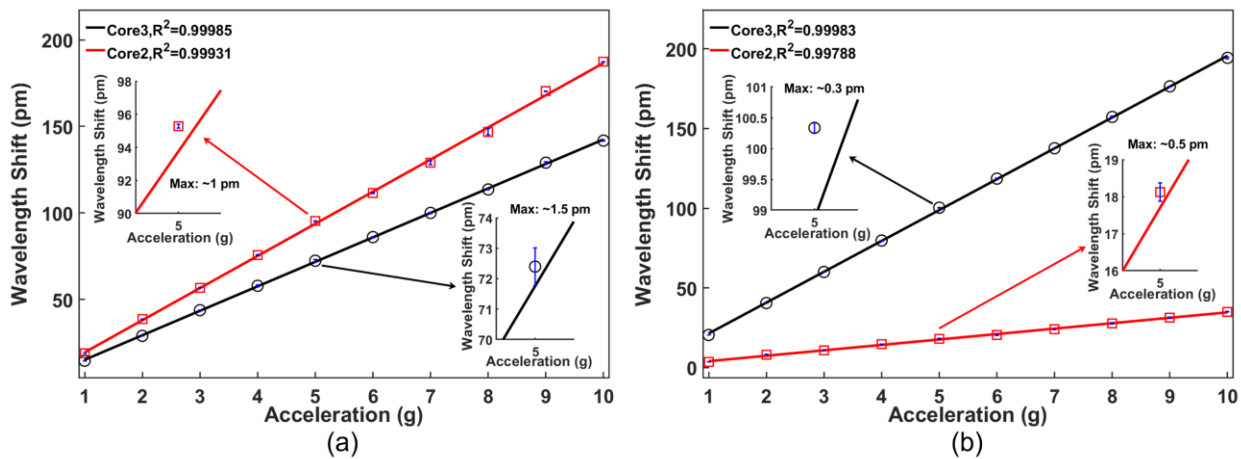 Core3,R²=0.99985
Core2,R²=0.99931
Wavelength Shift (pm)
200
150
100
50
98
96
94
92
90
Wavelength Shift (pm)
Max: ~1 pm
5
Acceleration (g)
Max: ~1.5 pm
74
73
72
71
70
Wavelength Shift (pm)
5
Acceleration (g)
1 2 3 4 5 6 7 8 9 10
Acceleration (g)
(a)
Core3,R²=0.99983
Core2,R²=0.99788
Wavelength Shift (pm)
200
150
100
50
0
Max: ~0.3 pm
101
100.5
100
99.5
99
Wavelength Shift (pm)
5
Acceleration (g)
Max: ~0.5 pm
19
18
17
16
Wavelength Shift (pm)
5
Acceleration (g)
1 2 3 4 5 6 7 8 9 10
Acceleration (g)
(b)